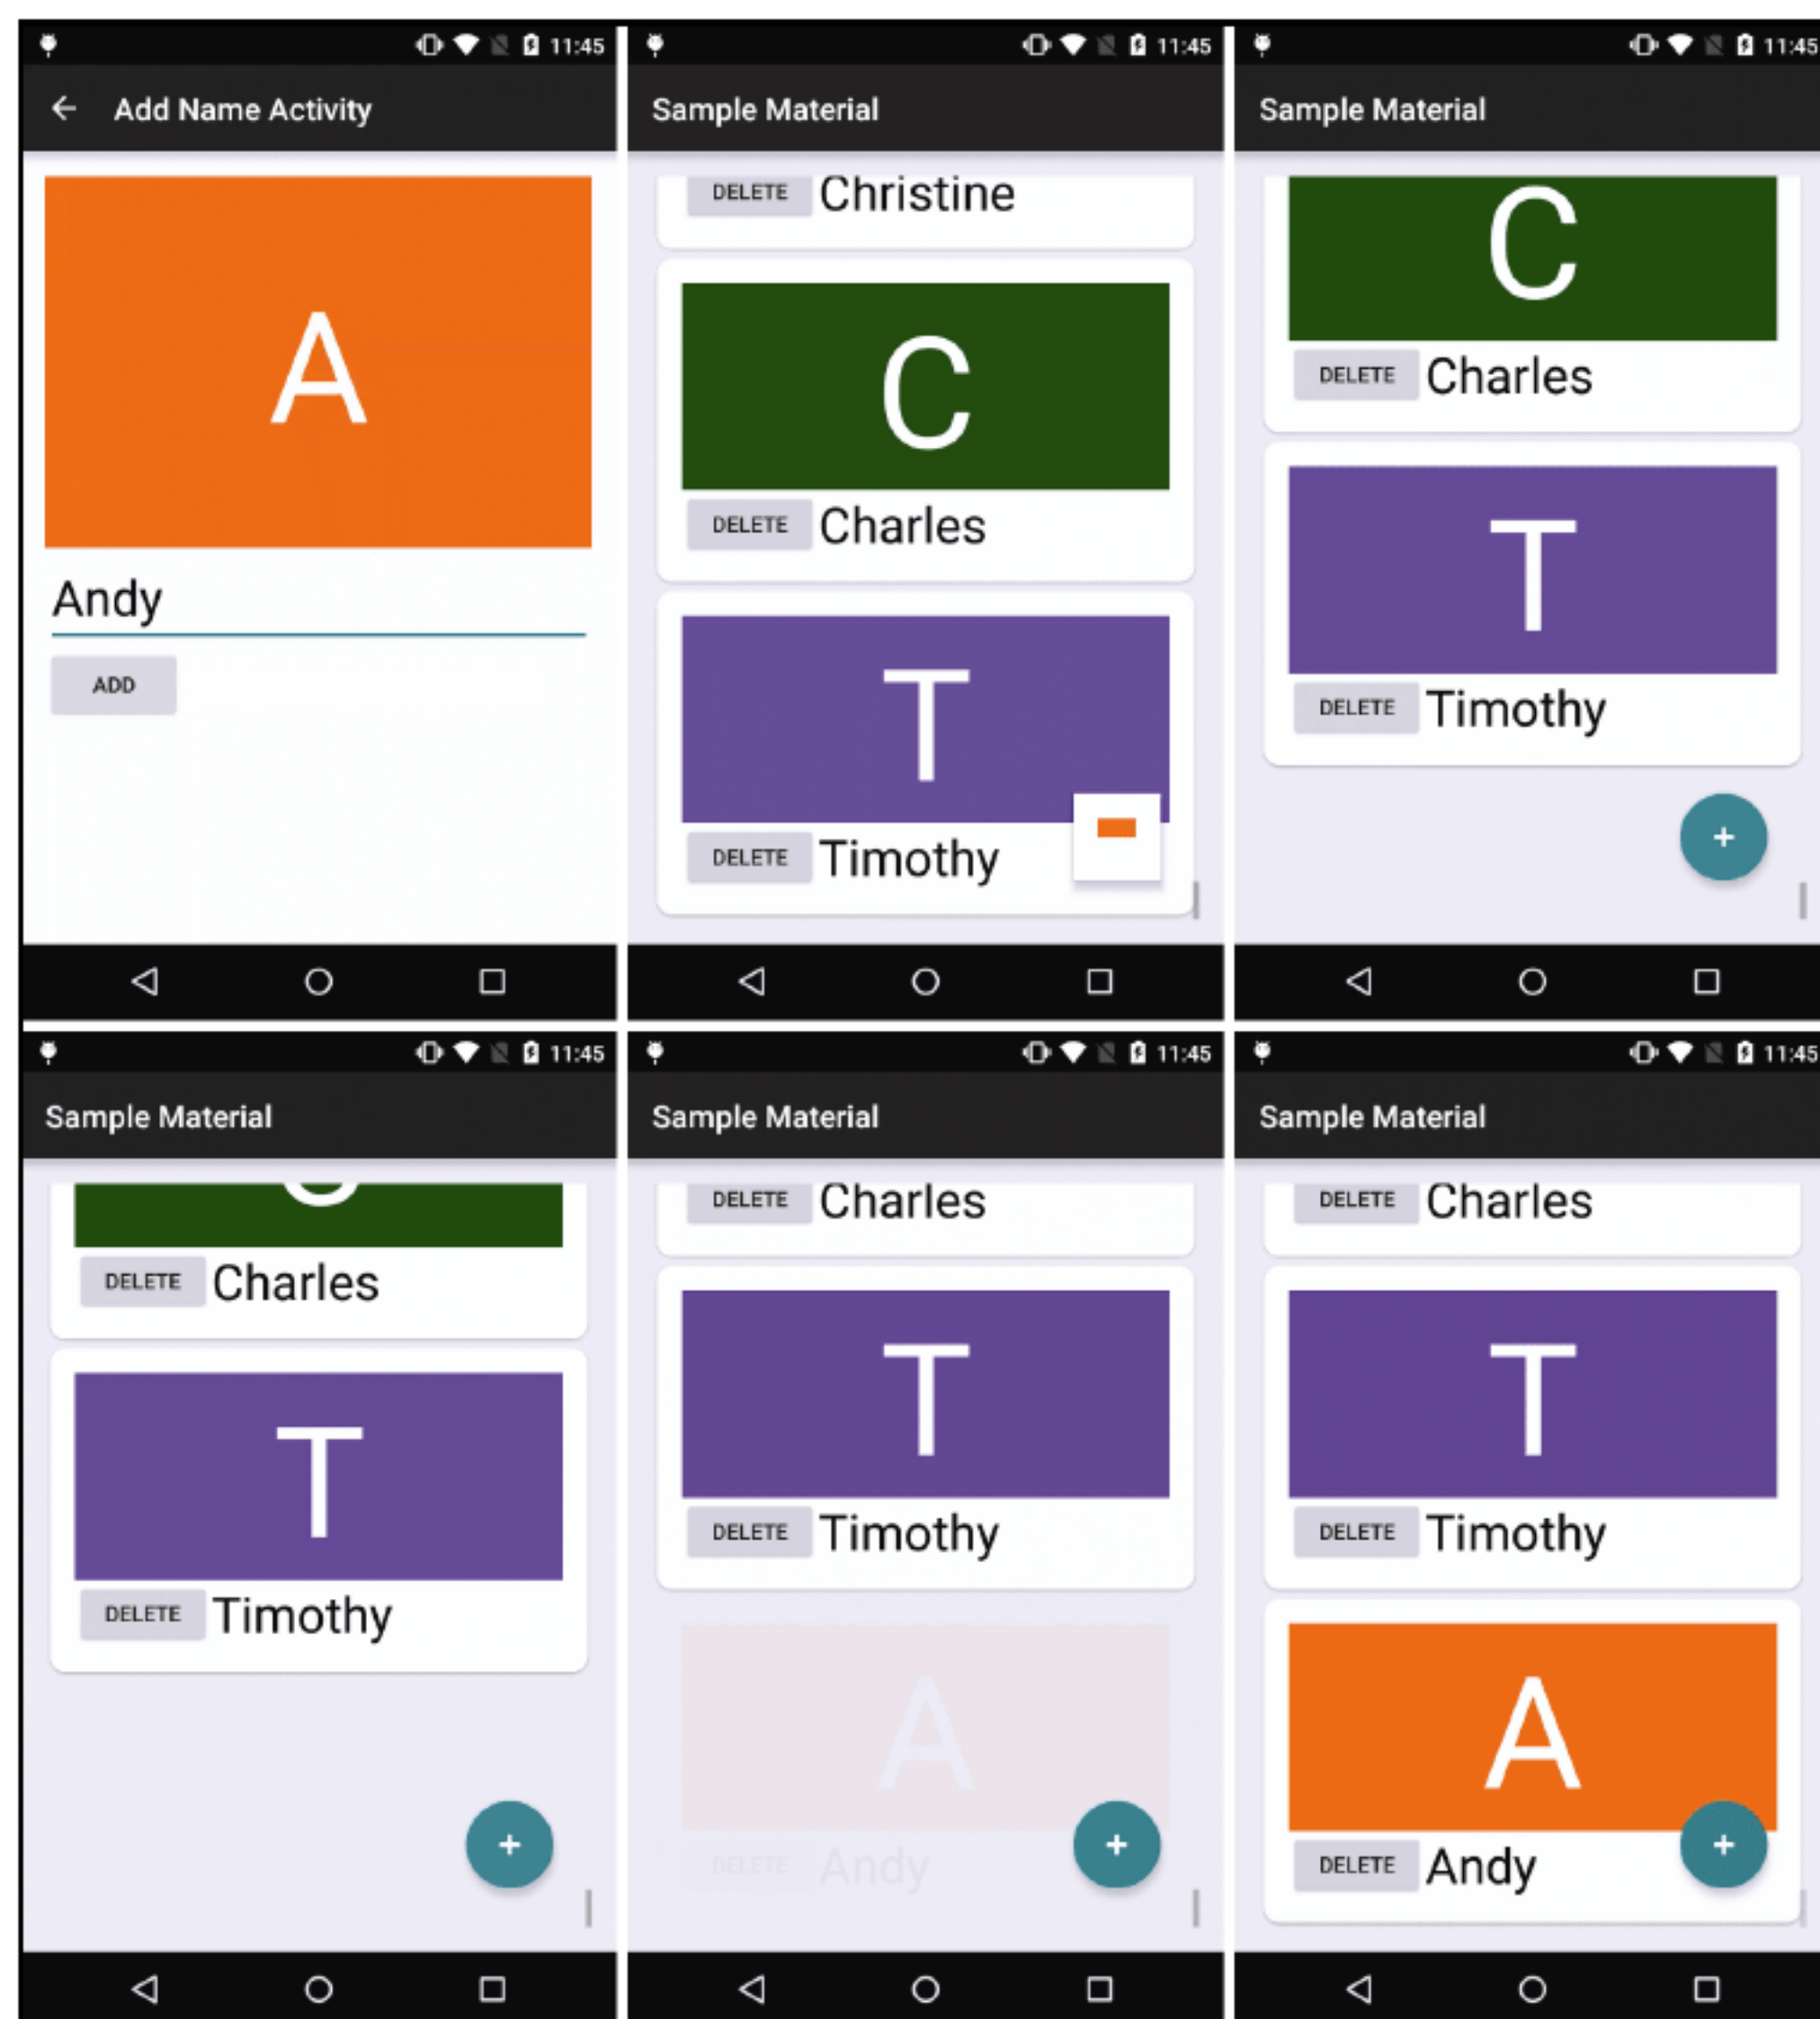 11:45
Add Name Activity
A
Andy
ADD
11:45
Sample Material
DELETE Christine
C
DELETE Charles
T
DELETE Timothy
11:45
Sample Material
C
DELETE Charles
T
DELETE Timothy
+
11:45
Sample Material
C
DELETE Charles
T
DELETE Timothy
+
11:45
Sample Material
DELETE Charles
T
DELETE Timothy
A
DELETE Andy
+
11:45
Sample Material
DELETE Charles
T
DELETE Timothy
A
DELETE Andy
+